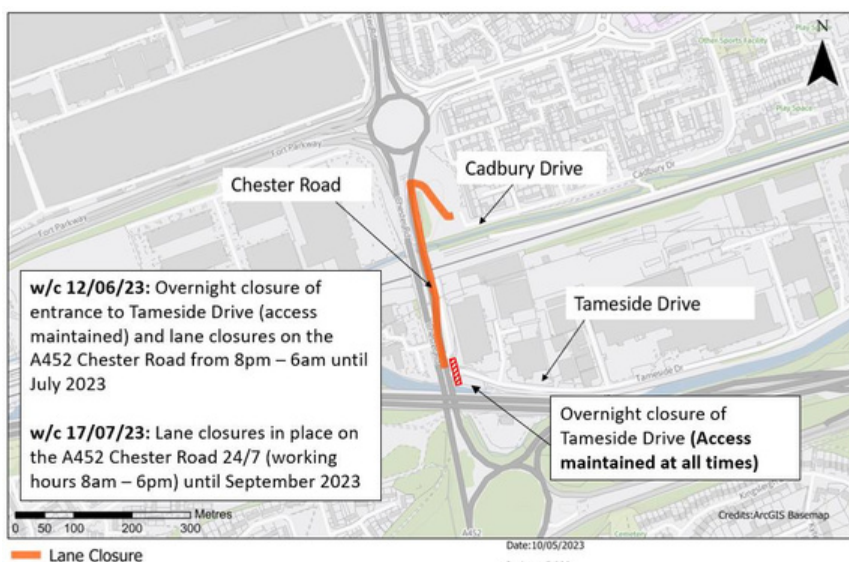 Other Sports Facility
Play Space
N
Play Space
Fort Parkway
Cadbury Drive
Cadbury Dr
Chester Road
Fort Parkway
w/c 12/06/23: Overnight closure of
entrance to Tameside Drive (access
maintained) and lane closures on the
A452 Chester Road from 8pm – 6am until
July 2023
w/c 17/07/23: Lane closures in place on
the A452 Chester Road 24/7 (working
hours 8am – 6pm) until September 2023
Tameside Drive
Tameside Dr
Overnight closure of
Tameside Drive (Access
maintained at all times)
Metres
0 50 100 200 300
A452
Cemetery
Credits:ArcGIS Basemap
Lane Closure
Date:10/05/2023